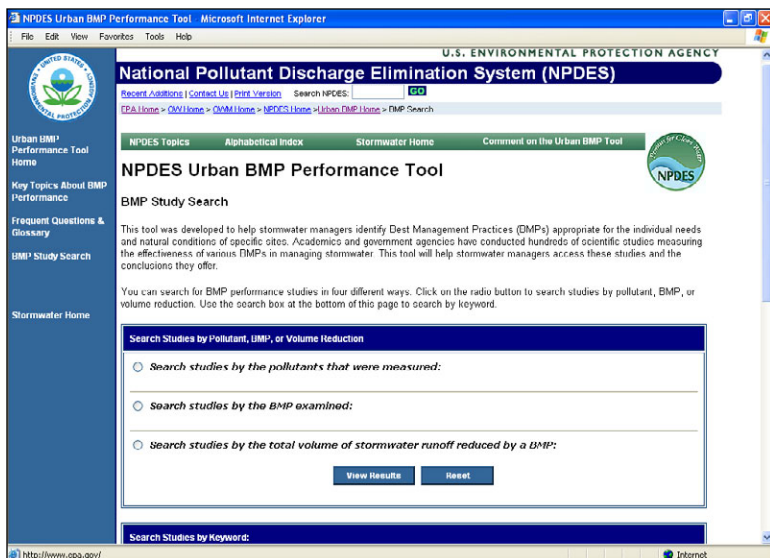 NPDES Urban BMP Performance Tool Microsoft Internet Explorer
File Edit View Favorites Tools Help
U.S. ENVIRONMENTAL PROTECTION AGENCY
National Pollutant Discharge Elimination System (NPDES)
Recent Additions | Contact Us | Print Version Search NPDES: GO
EPA Home > OW Home > OWM Home > NPDES Home > Urban BMP Home > BMP Search
UNITED STATES
Urban BMP
Performance Tool
Home
Key Topics About BMP
Performance
Frequent Questions &
Glossary
BMP Study Search
Stormwater Home
NPDES Topics Alphabetical Index Stormwater Home Comment on the Urban BMP Tool
NPDES
NPDES Urban BMP Performance Tool
BMP Study Search
This tool was developed to help stormwater managers identify Best Management Practices (BMPs) appropriate for the individual needs
and natural conditions of specific sites. Academics and government agencies have conducted hundreds of scientific studies measuring
the effectiveness of various BMPs in managing stormwater. This tool will help stormwater managers access these studies and the
conclusions they offer.
You can search for BMP performance studies in four different ways. Click on the radio button to search studies by pollutant, BMP, or
volume reduction. Use the search box at the bottom of this page to search by keyword.
Search Studies by Pollutant, BMP, or Volume Reduction
Search studies by the pollutants that were measured:
Search studies by the BMP examined:
Search studies by the total volume of stormwater runoff reduced by a BMP:
View Results Reset
Search Studies by Keyword:
http://www.epa.gov/ Internet